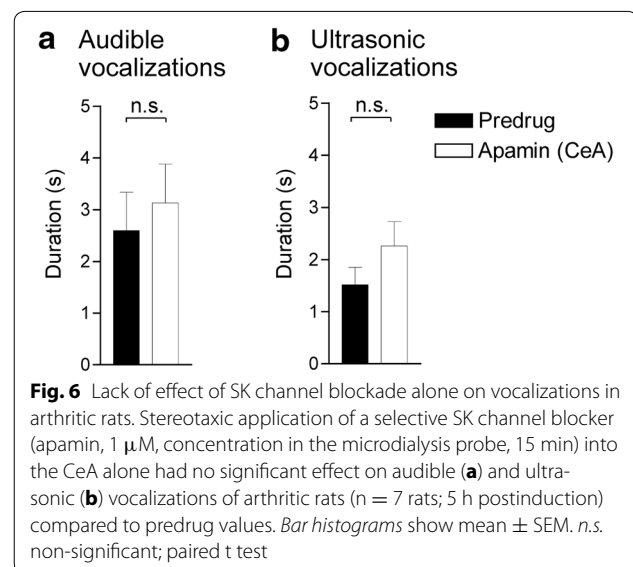 a Audible vocalizations
b Ultrasonic vocalizations
5
4
3
2
1
0
Duration (s)
n.s.
5
4
3
2
1
0
Duration (s)
n.s.
Predrug
Apamin (CeA)
Fig. 6 Lack of effect of SK channel blockade alone on vocalizations in
arthritic rats. Stereotaxic application of a selective SK channel blocker
(apamin, 1 μM, concentration in the microdialysis probe, 15 min) into
the CeA alone had no significant effect on audible (a) and ultra-
sonic (b) vocalizations of arthritic rats (n = 7 rats; 5 h postinduction)
compared to predrug values. Bar histograms show mean ± SEM. n.s.
non-significant; paired t test